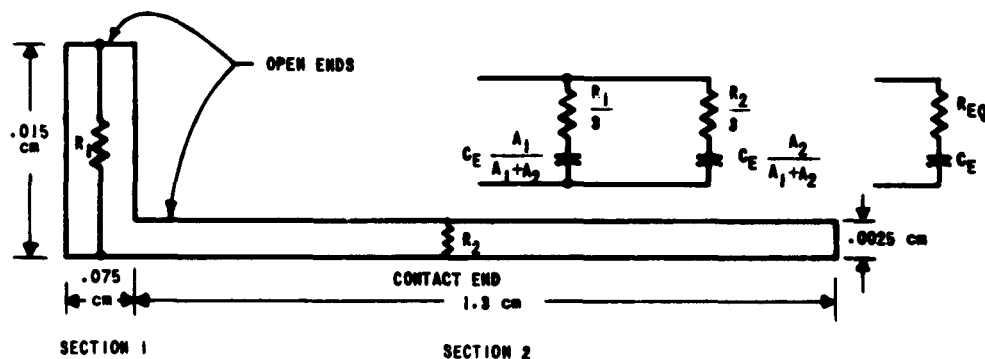 OPEN ENDS
.015
cm
R1
R1
3
R2
3
REQ
CE A1
A1+A2
CE A2
A1+A2
CE
R2
.0025 cm
.075
cm
CONTACT END
1.3 cm
SECTION 1
SECTION 2